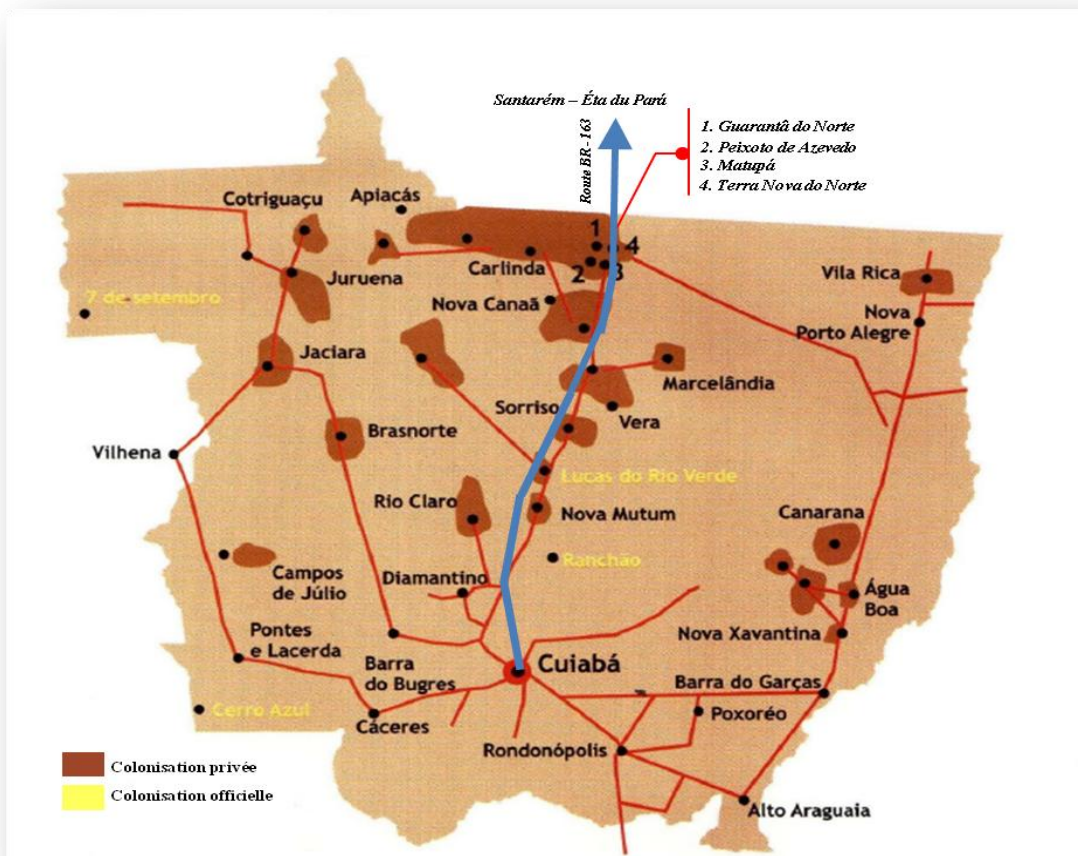 Santarém – Éta du Pará
Route BR - 163
1. Guarantã do Norte
2. Peixoto de Azevedo
3. Matupá
4. Terra Nova do Norte
Cotriguaçu
Apiacás
1
4
2
3
Carlinda
Juruena
Vila Rica
7 de setembro
Nova Canaã
Nova
Porto Alegre
Jaciara
Marcelândia
Sorriso
Vera
Brasnorte
Vilhena
Lucas do Rio Verde
Rio Claro
Nova Mutum
Canarana
Ranchão
Campos
de Júlio
Diamantino
Água
Boa
Nova Xavantina
Pontes
e Lacerda
Cuiabá
Barra
do Bugres
Barra do Garças
Cerro Azul
Cáceres
Poxoréo
Rondonópolis
Colonisation privée
Colonisation officielle
Alto Araguaia